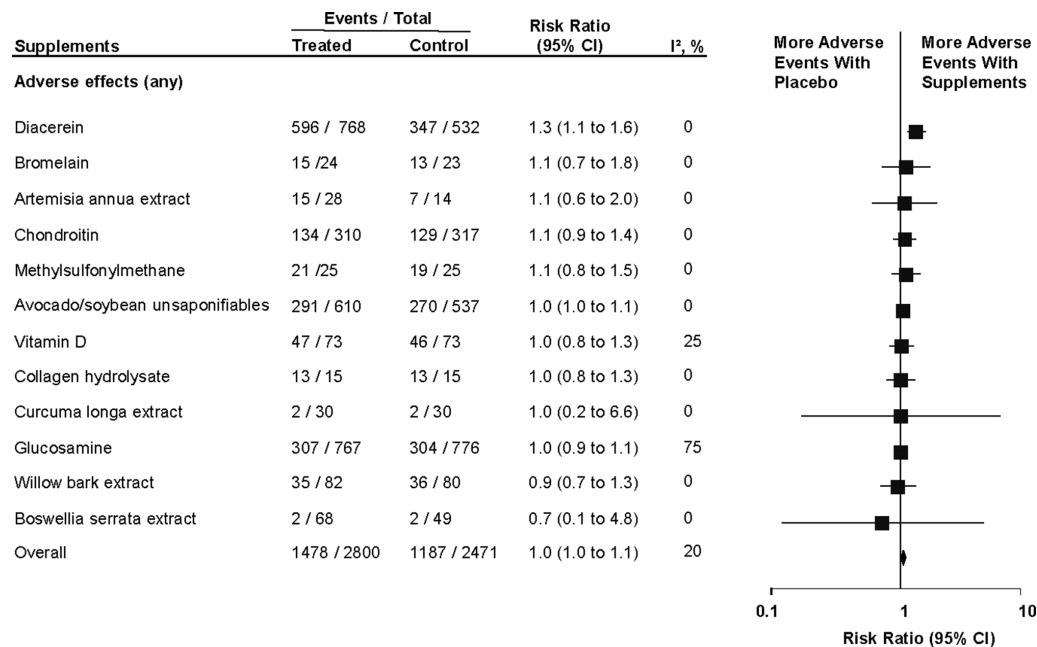 Events / Total
Supplements Treated Control Risk Ratio (95% CI) I², %
More Adverse Events With Placebo
More Adverse Events With Supplements
Adverse effects (any)
Diacerein 596 / 768 347 / 532 1.3 (1.1 to 1.6) 0
Bromelain 15 /24 13 / 23 1.1 (0.7 to 1.8) 0
Artemisia annua extract 15 / 28 7 / 14 1.1 (0.6 to 2.0) 0
Chondroitin 134 / 310 129 / 317 1.1 (0.9 to 1.4) 0
Methylsulfonylmethane 21 /25 19 / 25 1.1 (0.8 to 1.5) 0
Avocado/soybean unsaponifiables 291 / 610 270 / 537 1.0 (1.0 to 1.1) 0
Vitamin D 47 / 73 46 / 73 1.0 (0.8 to 1.3) 25
Collagen hydrolysate 13 / 15 13 / 15 1.0 (0.8 to 1.3) 0
Curcuma longa extract 2 / 30 2 / 30 1.0 (0.2 to 6.6) 0
Glucosamine 307 / 767 304 / 776 1.0 (0.9 to 1.1) 75
Willow bark extract 35 / 82 36 / 80 0.9 (0.7 to 1.3) 0
Boswellia serrata extract 2 / 68 2 / 49 0.7 (0.1 to 4.8) 0
Overall 1478 / 2800 1187 / 2471 1.0 (1.0 to 1.1) 20
0.1 1 10
Risk Ratio (95% CI)